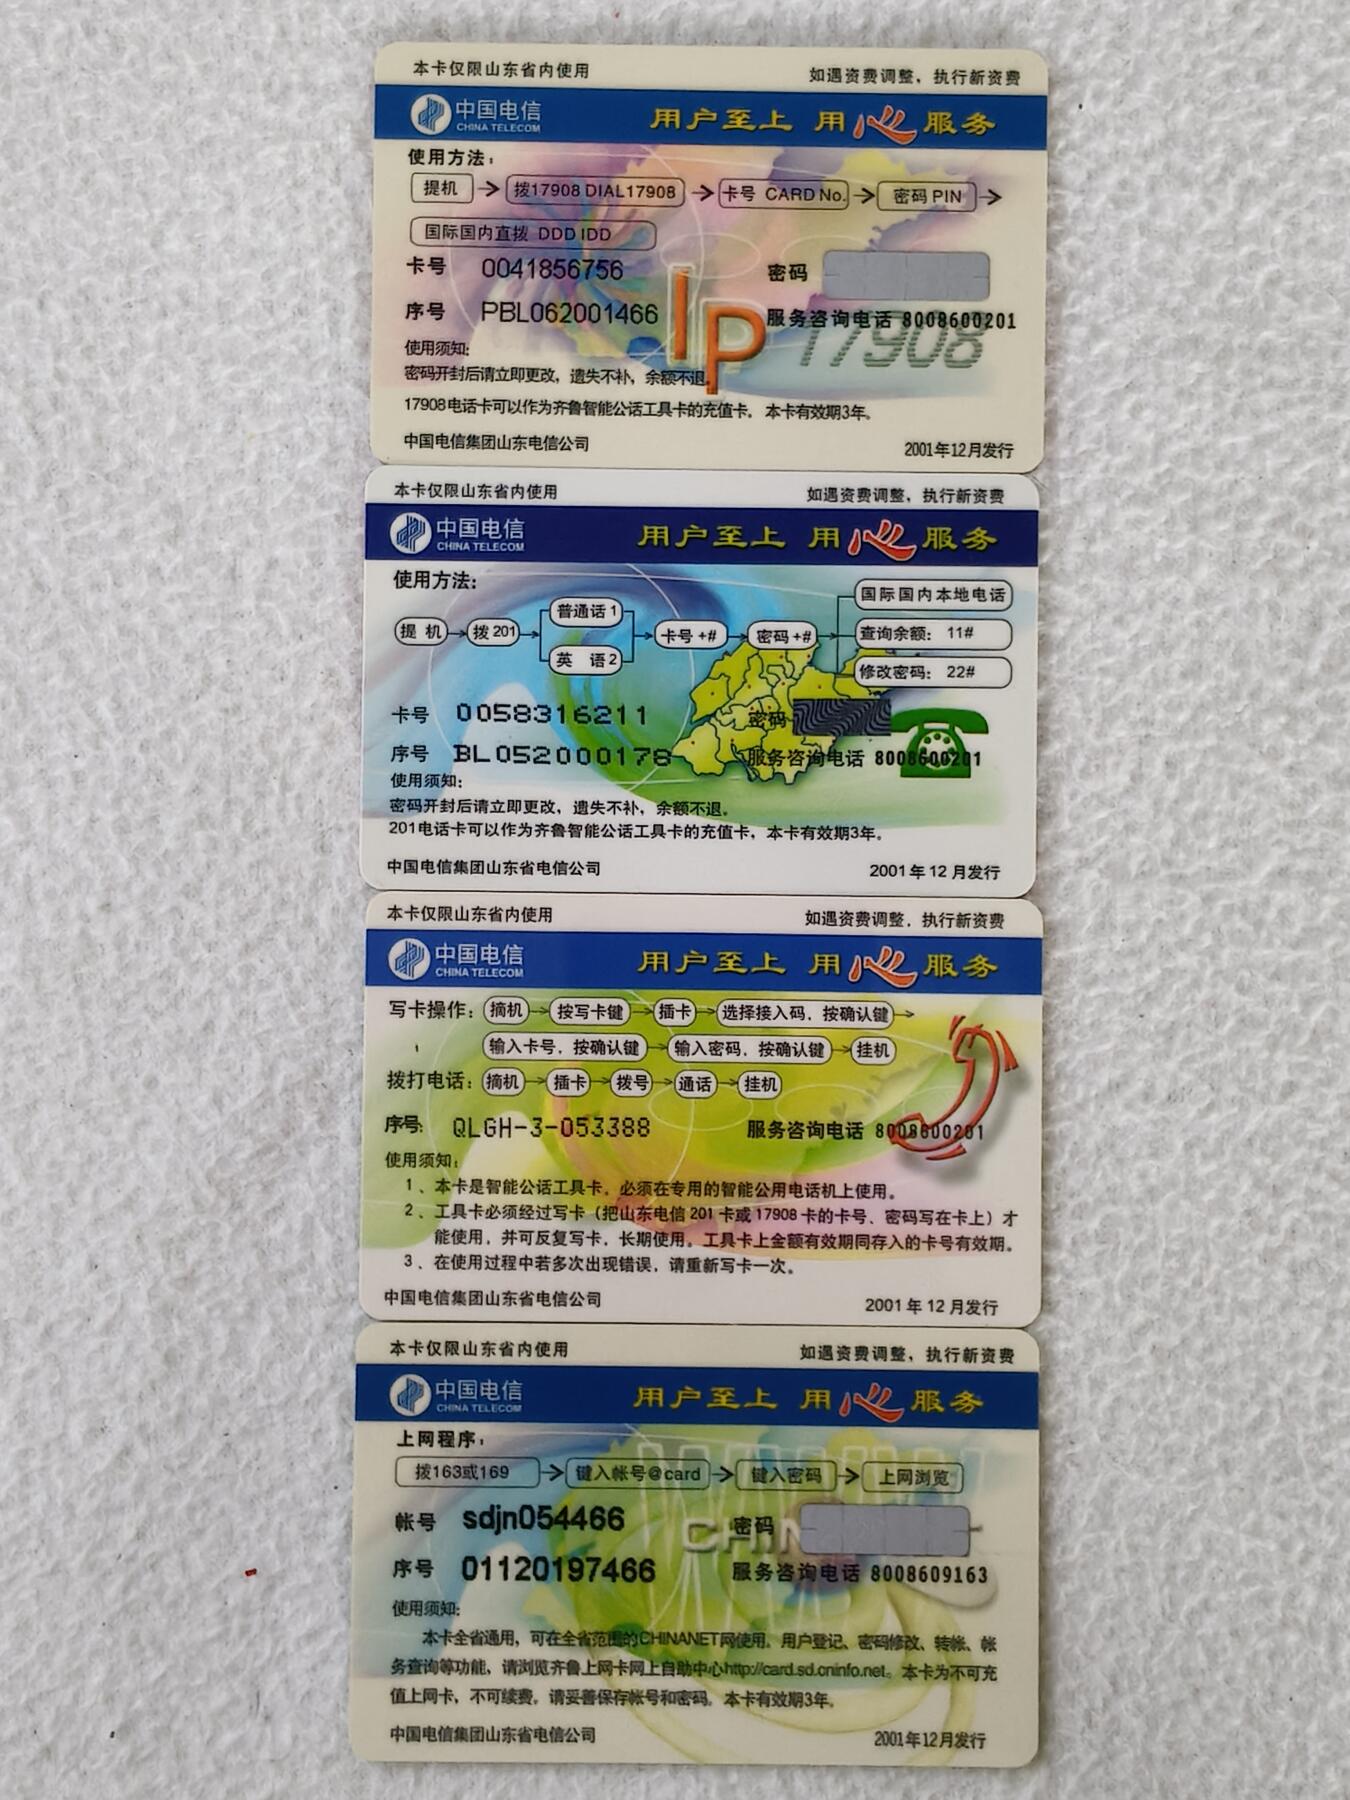 本卡仅限山东省内使用 如遇资费调整，执行新资费
中国电信 CHINA TELECOM 用户至上 用心服务
使用方法：
提机 拨17908 DIAL17908 卡号 CARD No. 密码 PIN
国际国内直拨 DDD IDD
卡号 0041856756 密码
序号 PBL062001466 服务咨询电话 8008600201
IP 17908
使用须知：
密码开封后请立即更改，遗失不补，余额不退。
17908电话卡可以作为齐鲁智能公话工具卡的充值卡，本卡有效期3年。
中国电信集团山东电信公司 2001年12月发行
本卡仅限山东省内使用 如遇资费调整，执行新资费
中国电信 CHINA TELECOM 用户至上 用心服务
使用方法：
提机 拨201 普通话1 英语2 卡号+# 密码+# 国际国内本地电话
查询余额： 11#
修改密码： 22#
卡号 0058316211 密码
序号 BL052000178 服务咨询电话 8008600201
使用须知：
密码开封后请立即更改，遗失不补，余额不退。
201电话卡可以作为齐鲁智能公话工具卡的充值卡，本卡有效期3年。
中国电信集团山东省电信公司 2001年12月发行
本卡仅限山东省内使用 如遇资费调整，执行新资费
中国电信 CHINA TELECOM 用户至上 用心服务
写卡操作： 摘机 按写卡键 插卡 选择接入码，按确认键
输入卡号，按确认键 输入密码，按确认键 挂机
拨打电话： 摘机 插卡 拨号 通话 挂机
序号： QLGH-3-053388 服务咨询电话 8008600201
使用须知：
1、本卡是智能公话工具卡，必须在专用的智能公用电话机上使用。
2、工具卡必须经过写卡（把山东电信201卡或17908卡的卡号、密码写在卡上）才
能使用，并可反复写卡，长期使用。工具卡上金额有效期同存入的卡号有效期。
3、在使用过程中若多次出现错误，请重新写卡一次。
中国电信集团山东省电信公司 2001年12月发行
本卡仅限山东省内使用 如遇资费调整，执行新资费
中国电信 CHINA TELECOM 用户至上 用心服务
上网程序：
拨163或169 键入帐号@card 键入密码 上网浏览
帐号 sdjn054466 密码
序号 01120197466 服务咨询电话 8008609163
使用须知：
本卡全省通用，可在全省范围的CHINANET网使用。用户登记、密码修改、转帐、帐
务查询等功能，请浏览齐鲁上网卡网上自助中心http://card.sd.cninfo.net。本卡为不可充
值上网卡，不可续费，请妥善保存帐号和密码。本卡有效期3年。
中国电信集团山东省电信公司 2001年12月发行